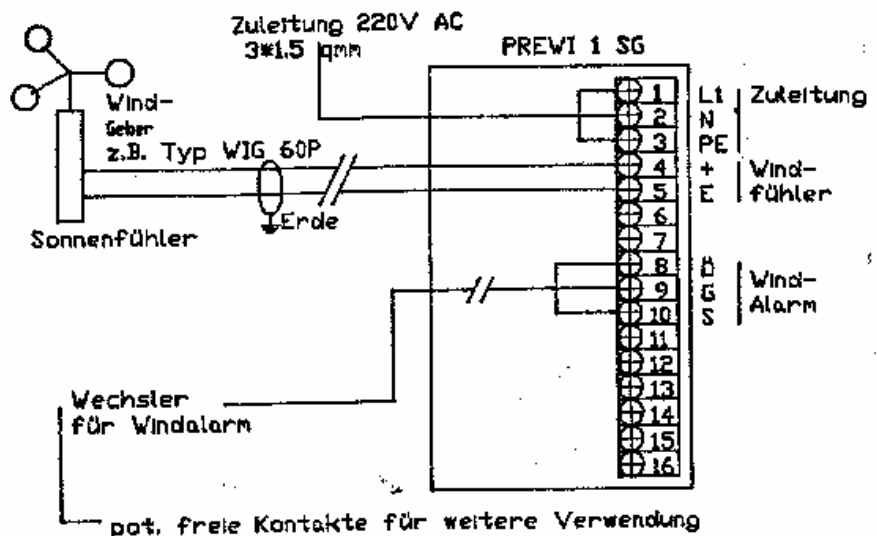 Zuleitung 220V AC
3*1.5 qmm
PREWI 1 SG
Wind-
Geber
z.B. Typ WIG 60P
Erde
Sonnenfühler
1 L1
2 N
3 PE
Zuleitung
4 +
5 E
Wind-
fühler
6
7
8 Ö
9 G
10 S
Wind-
Alarm
11
12
13
14
15
16
Wechsler
für Windalarm
pot. freie Kontakte für weitere Verwendung